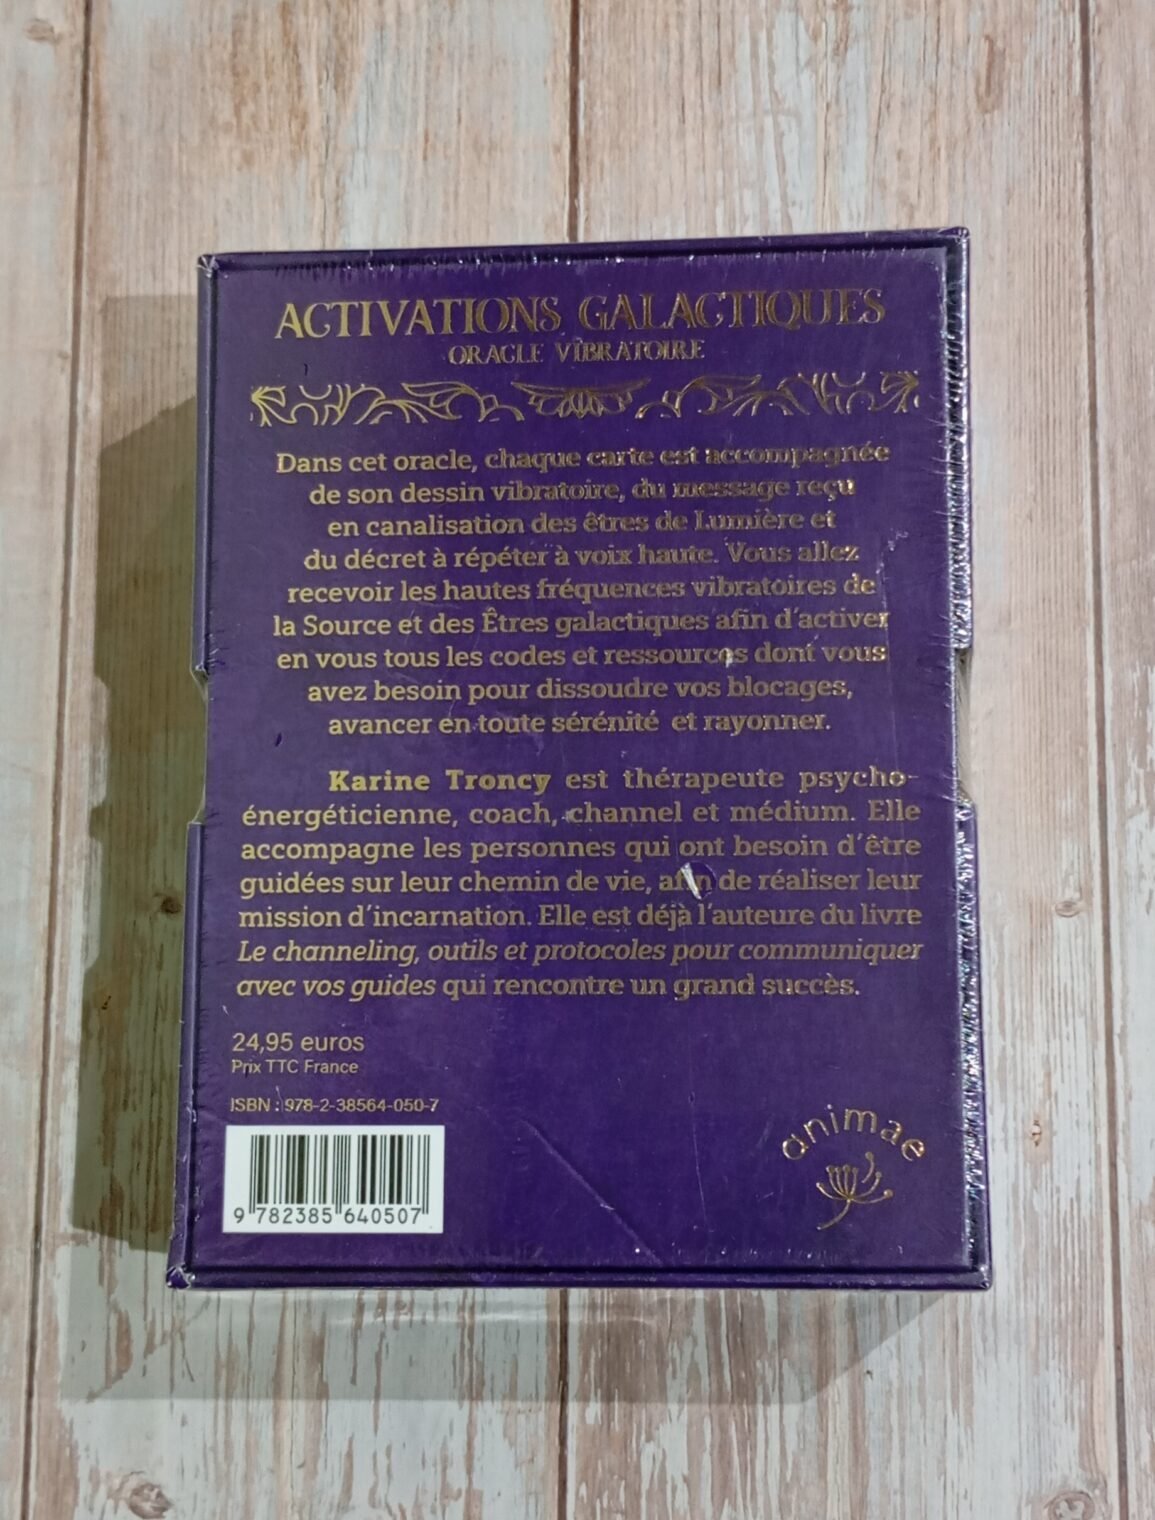 ACTIVATIONS GALACTIQUES
ORACLE VIBRATOIRE
Dans cet oracle, chaque carte est accompagnée
de son dessin vibratoire, du message reçu
en canalisation des êtres de Lumière et
du décret à répéter à voix haute. Vous allez
recevoir les hautes fréquences vibratoires de
la Source et des Êtres galactiques afin d'activer
en vous tous les codes et ressources dont vous
avez besoin pour dissoudre vos blocages,
avancer en toute sérénité et rayonner.
Karine Troncy est thérapeute psycho-
énergéticienne, coach, channel et médium. Elle
accompagne les personnes qui ont besoin d'être
guidées sur leur chemin de vie, afin de réaliser leur
mission d'incarnation. Elle est déjà l'auteure du livre
Le channeling, outils et protocoles pour communiquer
avec vos guides qui rencontre un grand succès.
24,95 euros
Prix TTC France
ISBN : 978-2-38564-050-7
9 782385 640507
animae